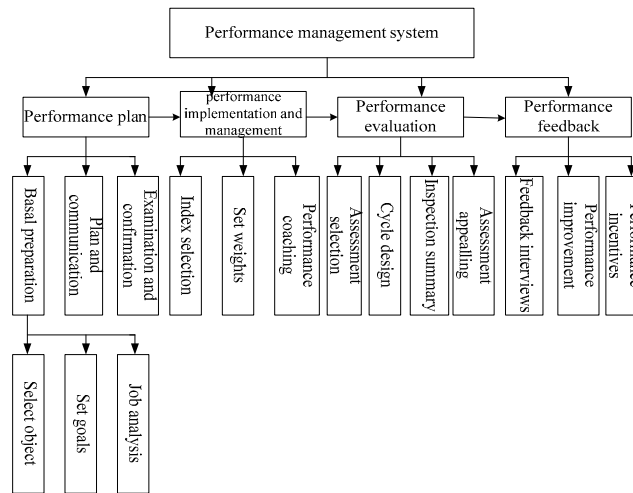 Performance management system
Performance plan
performance
implementation and
management
Performance
evaluation
Performance
feedback
Basal preparation
Plan and
communication
Examination and
confirmation
Index selection
Set weights
Performance
coaching
Assessment
selection
Cycle design
Inspection summary
Assessment
appealling
Feedback interviews
Performance
improvement
incentives
Select object
Set goals
Job analysis